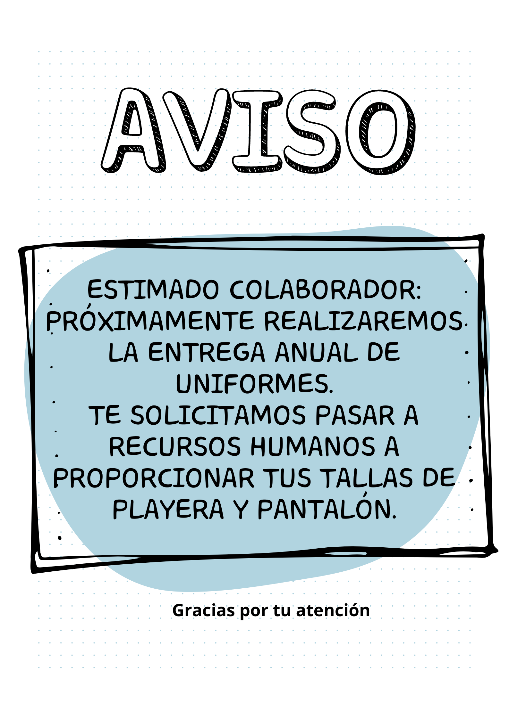 AVISO
ESTIMADO COLABORADOR:
PRÓXIMAMENTE REALIZAREMOS
LA ENTREGA ANUAL DE
UNIFORMES.
TE SOLICITAMOS PASAR A
RECURSOS HUMANOS A
PROPORCIONAR TUS TALLAS DE
PLAYERA Y PANTALÓN.
Gracias por tu atención